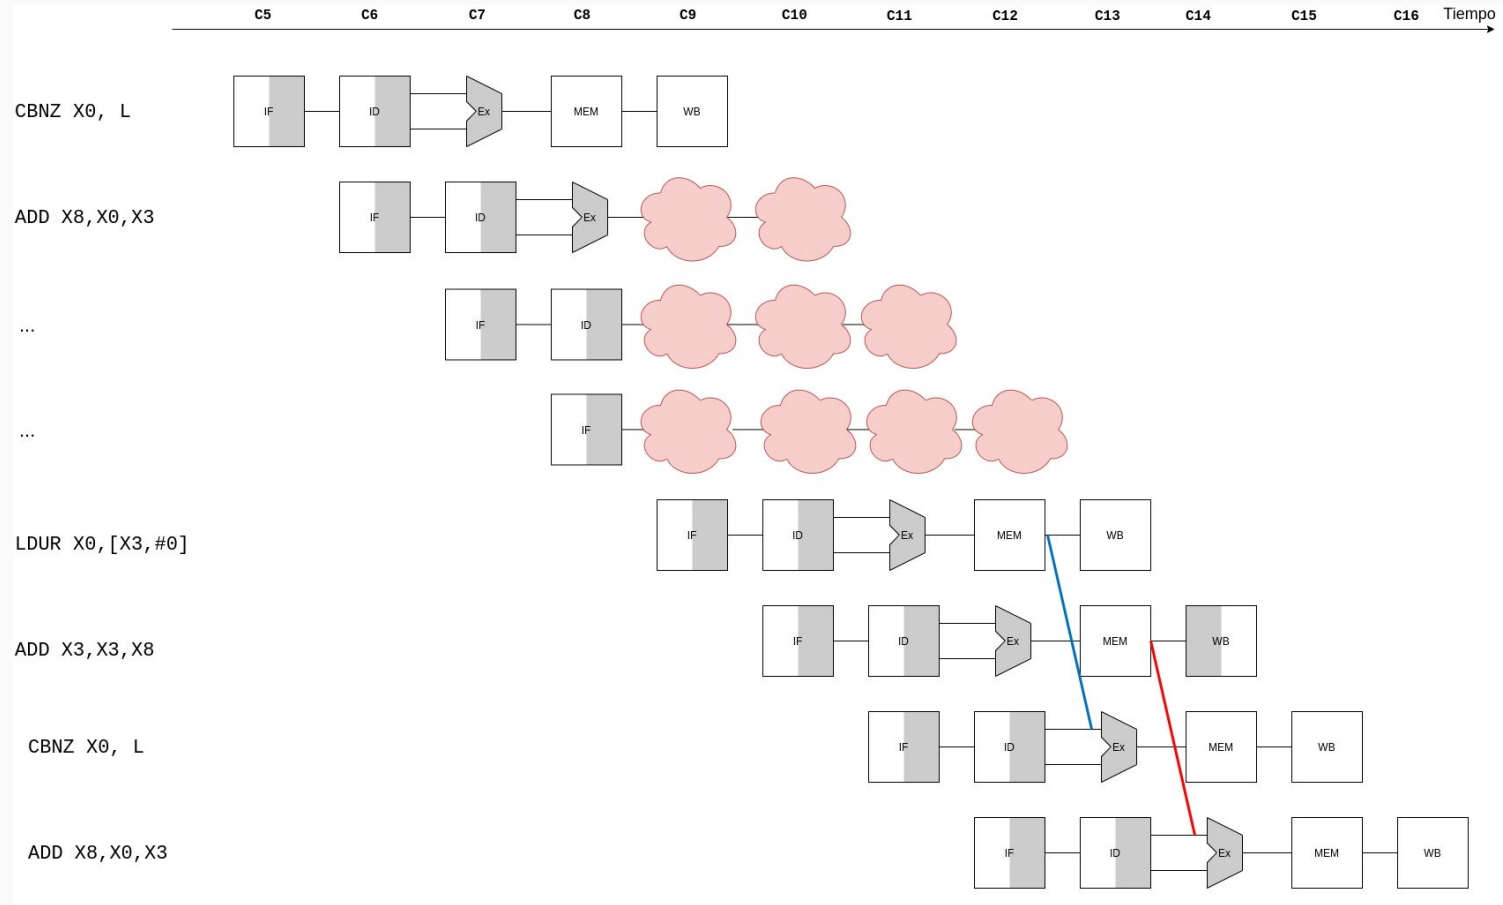 C5 C6 C7 C8 C9 C10 C11 C12 C13 C14 C15 C16 Tiempo
CBNZ X0, L IF ID Ex MEM WB
ADD X8,X0,X3 IF ID Ex
... IF ID
... IF
LDUR X0,[X3,#0] IF ID Ex MEM WB
ADD X3,X3,X8 IF ID Ex MEM WB
CBNZ X0, L IF ID Ex MEM WB
ADD X8,X0,X3 IF ID Ex MEM WB